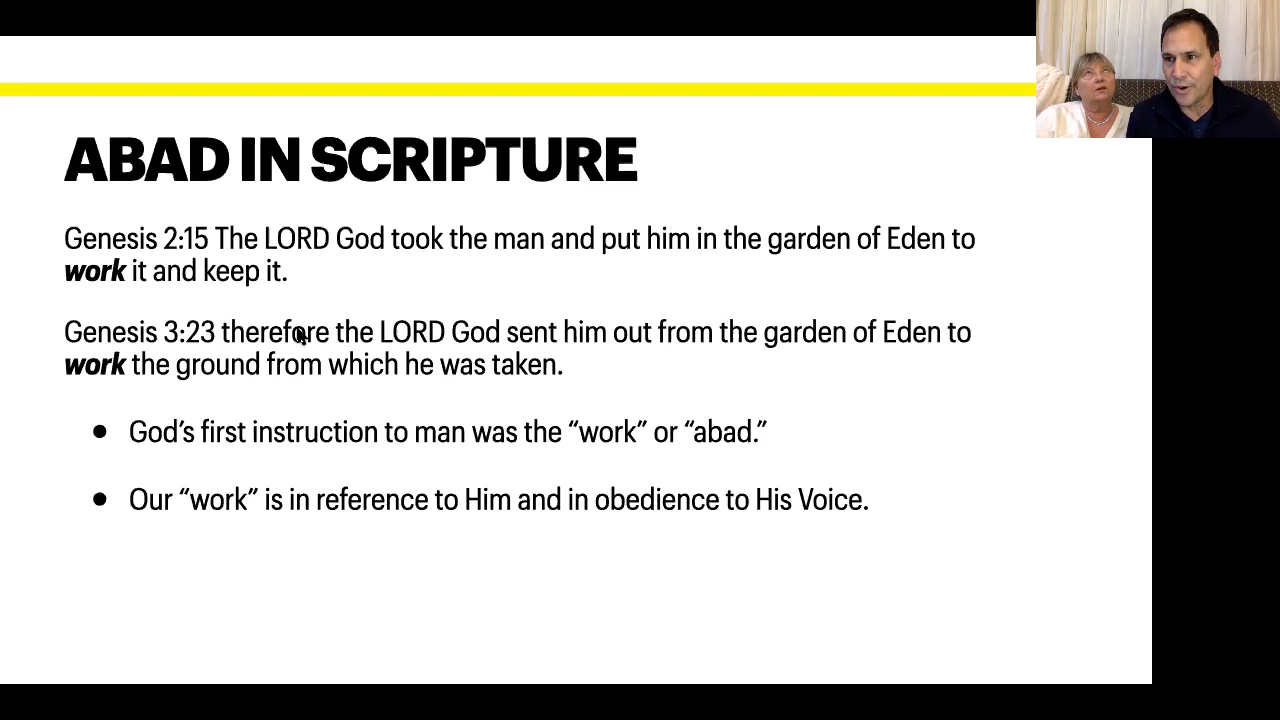 ABAD IN SCRIPTURE
Genesis 2:15 The LORD God took the man and put him in the garden of Eden to
work it and keep it.
Genesis 3:23 therefore the LORD God sent him out from the garden of Eden to
work the ground from which he was taken.
● God’s first instruction to man was the “work” or “abad.”
● Our “work” is in reference to Him and in obedience to His Voice.